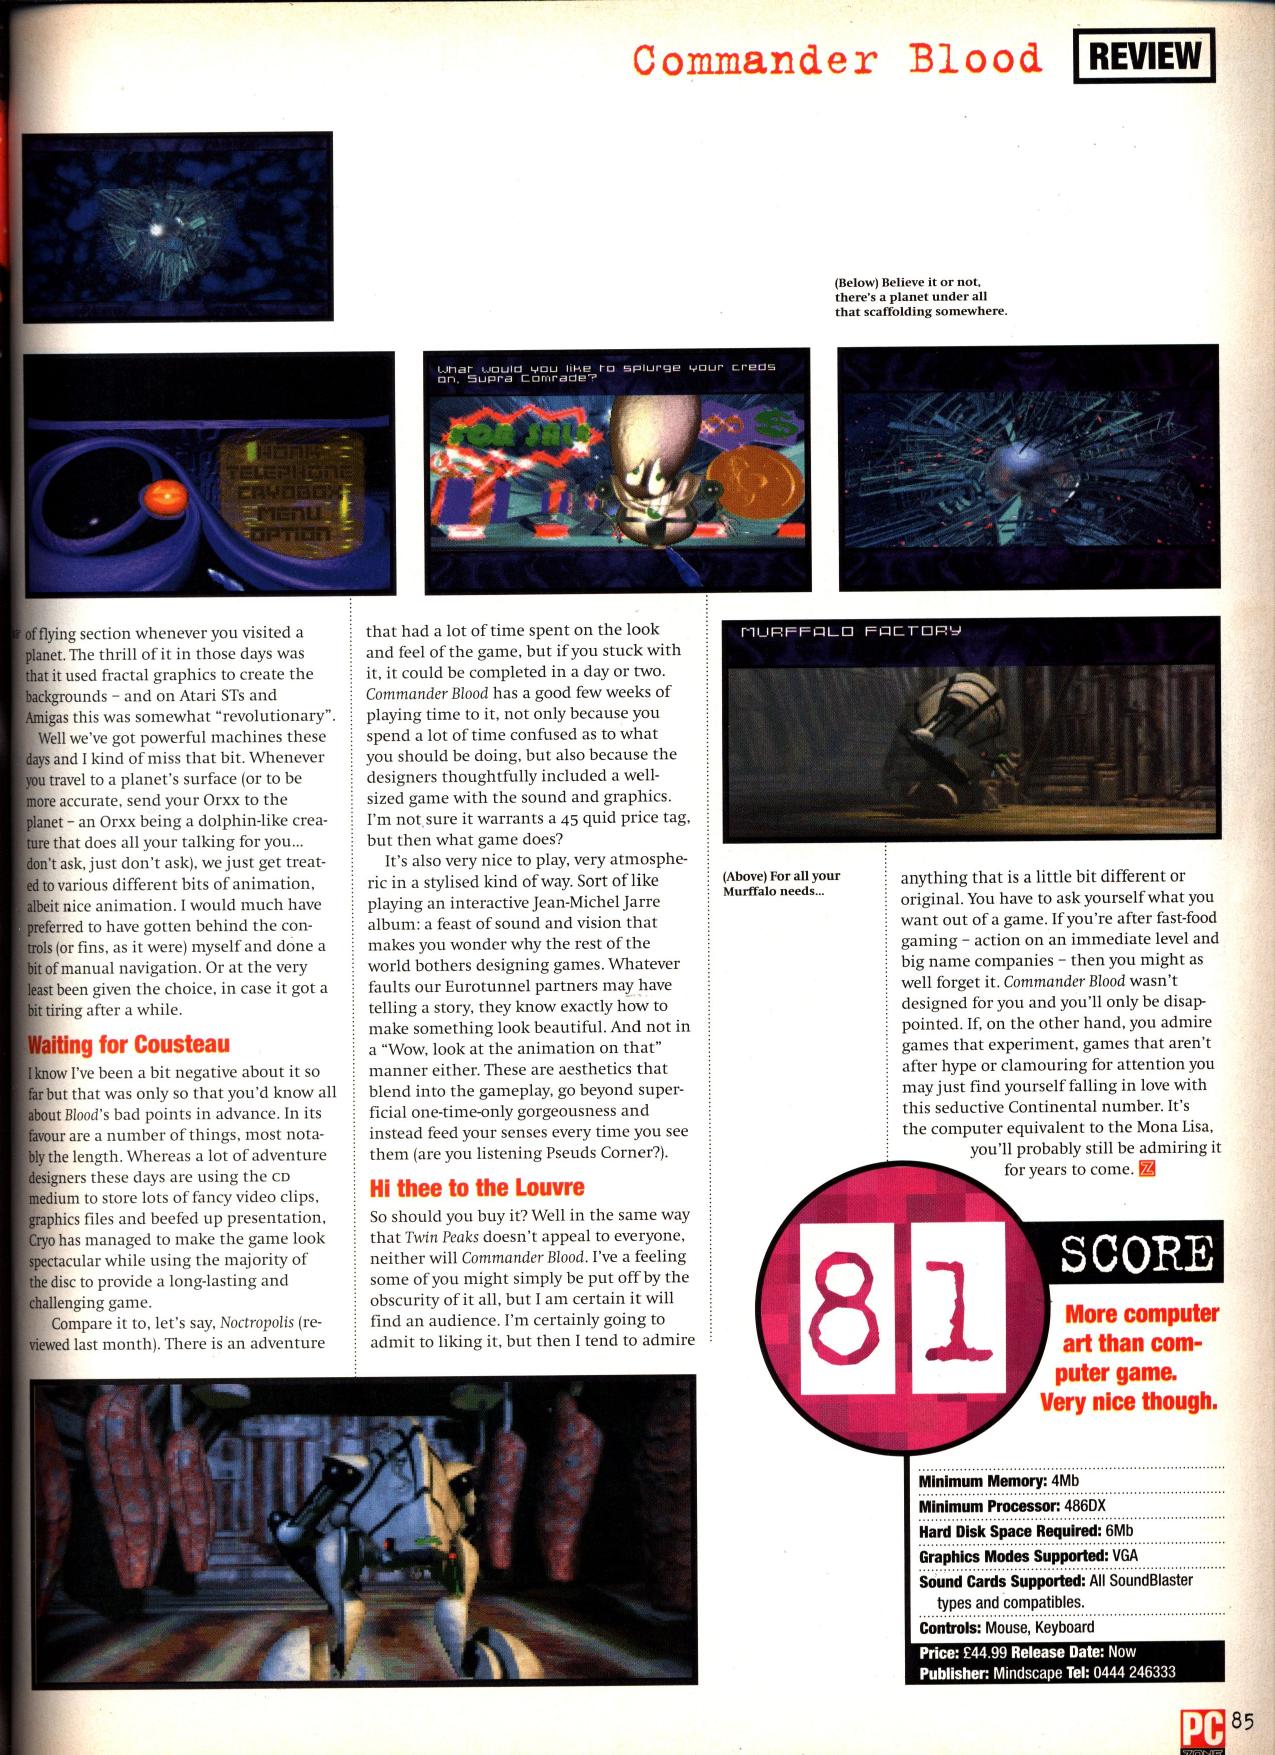 Commander Blood REVIEW
(Below) Believe it or not,
there's a planet under all
that scaffolding somewhere.
TELEPHONE
CRYOBOX
MENU
OPTION
What would you like to splurge your creds
on, Supra Comrade?
FOR SALE
MURFFALO FACTORY
of flying section whenever you visited a
planet. The thrill of it in those days was
that it used fractal graphics to create the
backgrounds – and on Atari STs and
Amigas this was somewhat “revolutionary”.
Well we've got powerful machines these
days and I kind of miss that bit. Whenever
you travel to a planet's surface (or to be
more accurate, send your Orxx to the
planet – an Orxx being a dolphin-like crea-
ture that does all your talking for you...
don't ask, just don't ask), we just get treat-
ed to various different bits of animation,
albeit nice animation. I would much have
preferred to have gotten behind the con-
trols (or fins, as it were) myself and done a
bit of manual navigation. Or at the very
least been given the choice, in case it got a
bit tiring after a while.
Waiting for Cousteau
I know I've been a bit negative about it so
far but that was only so that you'd know all
about Blood's bad points in advance. In its
favour are a number of things, most nota-
bly the length. Whereas a lot of adventure
designers these days are using the CD
medium to store lots of fancy video clips,
graphics files and beefed up presentation,
Cryo has managed to make the game look
spectacular while using the majority of
the disc to provide a long-lasting and
challenging game.
Compare it to, let's say, Noctropolis (re-
viewed last month). There is an adventure
that had a lot of time spent on the look
and feel of the game, but if you stuck with
it, it could be completed in a day or two.
Commander Blood has a good few weeks of
playing time to it, not only because you
spend a lot of time confused as to what
you should be doing, but also because the
designers thoughtfully included a well-
sized game with the sound and graphics.
I'm not sure it warrants a 45 quid price tag,
but then what game does?
It's also very nice to play, very atmosphe-
ric in a stylised kind of way. Sort of like
playing an interactive Jean-Michel Jarre
album: a feast of sound and vision that
makes you wonder why the rest of the
world bothers designing games. Whatever
faults our Eurotunnel partners may have
telling a story, they know exactly how to
make something look beautiful. And not in
a “Wow, look at the animation on that”
manner either. These are aesthetics that
blend into the gameplay, go beyond super-
ficial one-time-only gorgeousness and
instead feed your senses every time you see
them (are you listening Pseuds Corner?).
Hi thee to the Louvre
So should you buy it? Well in the same way
that Twin Peaks doesn't appeal to everyone,
neither will Commander Blood. I've a feeling
some of you might simply be put off by the
obscurity of it all, but I am certain it will
find an audience. I'm certainly going to
admit to liking it, but then I tend to admire
(Above) For all your
Murffalo needs...
anything that is a little bit different or
original. You have to ask yourself what you
want out of a game. If you're after fast-food
gaming – action on an immediate level and
big name companies – then you might as
well forget it. Commander Blood wasn't
designed for you and you'll only be disap-
pointed. If, on the other hand, you admire
games that experiment, games that aren't
after hype or clamouring for attention you
may just find yourself falling in love with
this seductive Continental number. It's
the computer equivalent to the Mona Lisa,
you'll probably still be admiring it
for years to come. Z
81
SCORE
More computer
art than com-
puter game.
Very nice though.
Minimum Memory: 4Mb
Minimum Processor: 486DX
Hard Disk Space Required: 6Mb
Graphics Modes Supported: VGA
Sound Cards Supported: All SoundBlaster
types and compatibles.
Controls: Mouse, Keyboard
Price: £44.99 Release Date: Now
Publisher: Mindscape Tel: 0444 246333
PC ZONE 85